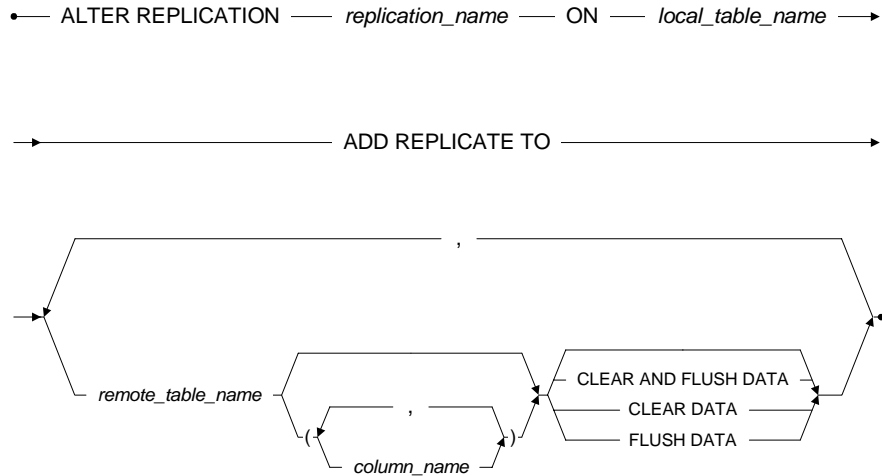 ALTER REPLICATION replication_name ON local_table_name
ADD REPLICATE TO
,
remote_table_name ( , column_name )
CLEAR AND FLUSH DATA
CLEAR DATA
FLUSH DATA